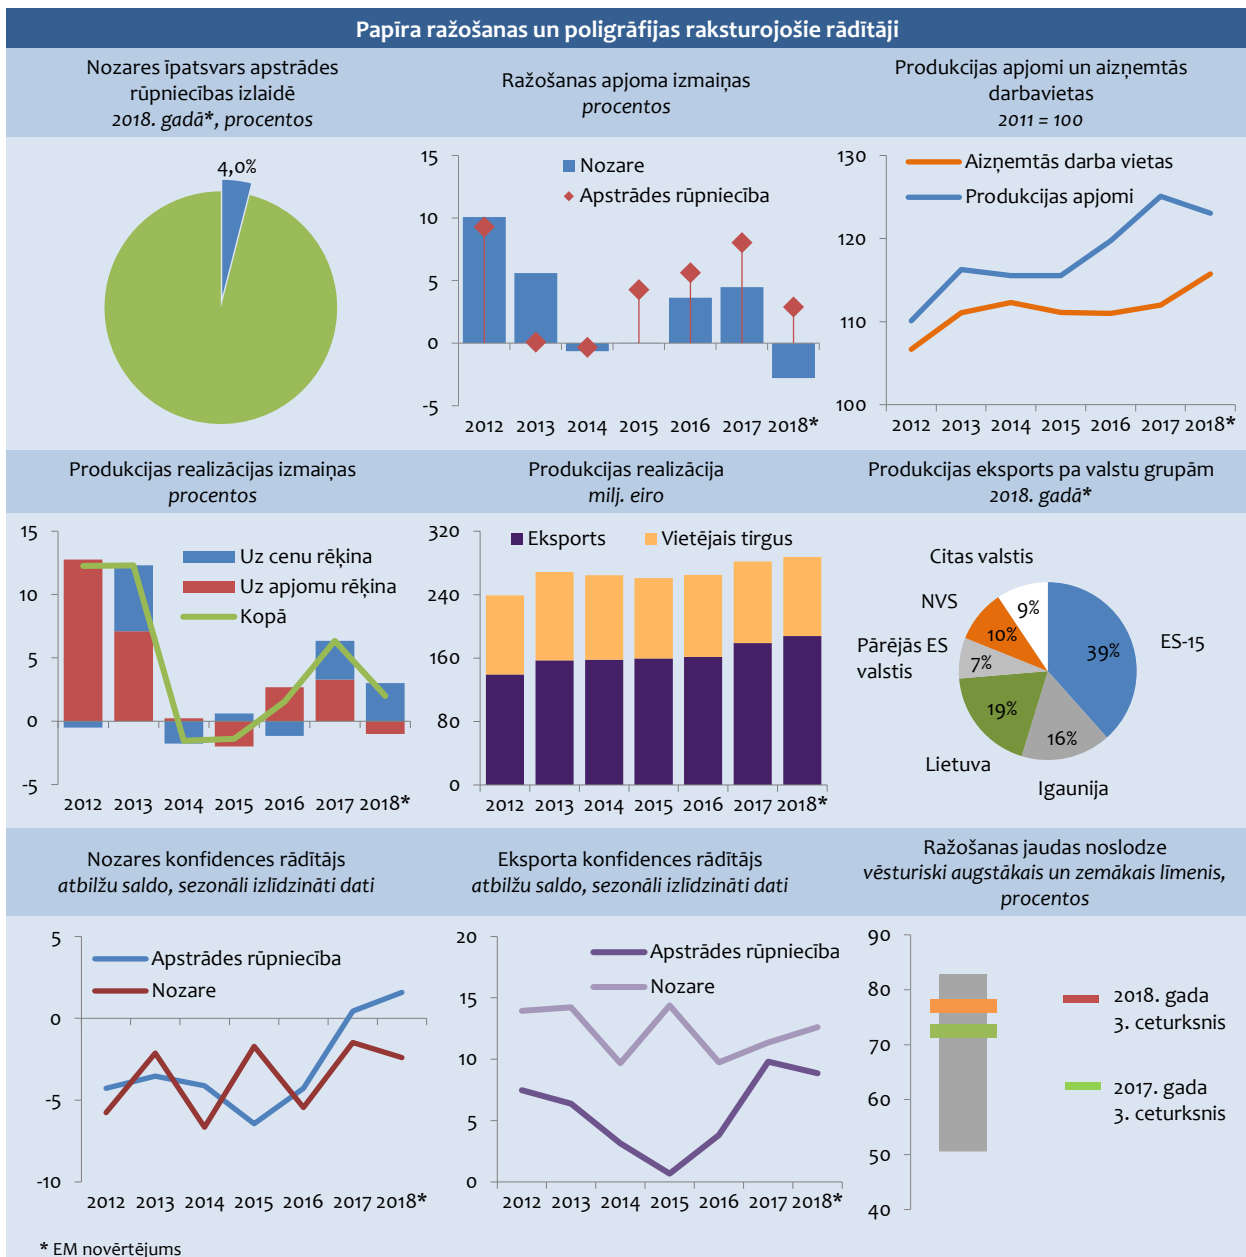 Papīra ražošanas un poligrāfijas raksturojošie rādītāji
Nozares īpatsvars apstrādes
rūpniecības izlaidē
2018. gadā*, procentos
4,0%
Ražošanas apjoma izmaiņas
procentos
15
10
5
0
-5
Nozare
Apstrādes rūpniecība
2012 2013 2014 2015 2016 2017 2018*
Produkcijas apjomi un aizņemtās
darbavietas
2011 = 100
130
120
110
100
Aizņemtās darba vietas
Produkcijas apjomi
2012 2013 2014 2015 2016 2017 2018*
Produkcijas realizācijas izmaiņas
procentos
15
10
5
0
-5
Uz cenu rēķina
Uz apjomu rēķina
Kopā
2012 2013 2014 2015 2016 2017 2018*
Produkcijas realizācija
milj. eiro
320
240
160
80
0
Eksports Vietējais tirgus
2012 2013 2014 2015 2016 2017 2018*
Produkcijas eksports pa valstu grupām
2018. gadā*
Citas valstis
9%
NVS
10%
Pārējās ES
valstis
7%
39%
ES-15
19%
16%
Lietuva
Igaunija
Nozares konfidences rādītājs
atbilžu saldo, sezonāli izlīdzināti dati
5
0
-5
-10
Apstrādes rūpniecība
Nozare
2012 2013 2014 2015 2016 2017 2018*
Eksporta konfidences rādītājs
atbilžu saldo, sezonāli izlīdzināti dati
20
15
10
5
0
Apstrādes rūpniecība
Nozare
2012 2013 2014 2015 2016 2017 2018*
Ražošanas jaudas noslodze
vēsturiski augstākais un zemākais līmenis,
procentos
90
80
70
60
50
40
2018. gada
3. ceturksnis
2017. gada
3. ceturksnis
* EM novērtējums